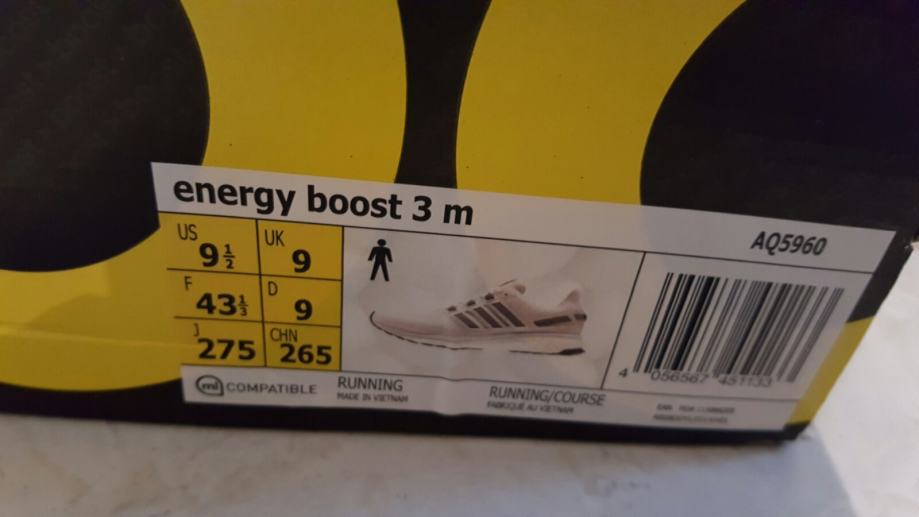 energy boost 3 m
AQ5960
US 9½ UK 9
F 43⅓ D 9
J 275 CHN 265
mi COMPATIBLE
RUNNING
MADE IN VIETNAM
RUNNING/COURSE
FABRIQUÉ AU VIETNAM
4 056567 451133